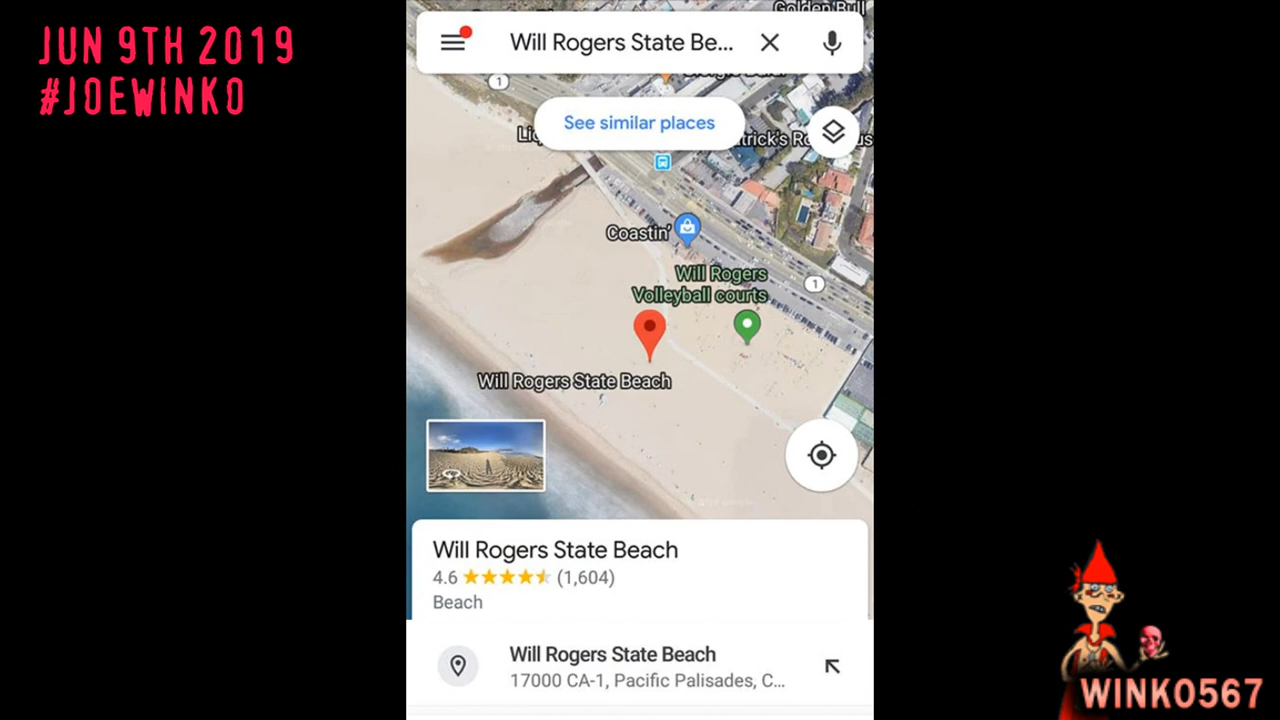 JUN 9TH 2019
#JOEWINKO
Golden Bull
Will Rogers State Be...
1
See similar places
Coastin'
Will Rogers
Volleyball courts
1
Will Rogers State Beach
Will Rogers State Beach
4.6 (1,604)
Beach
Will Rogers State Beach
17000 CA-1, Pacific Palisades, C...
WINKO567